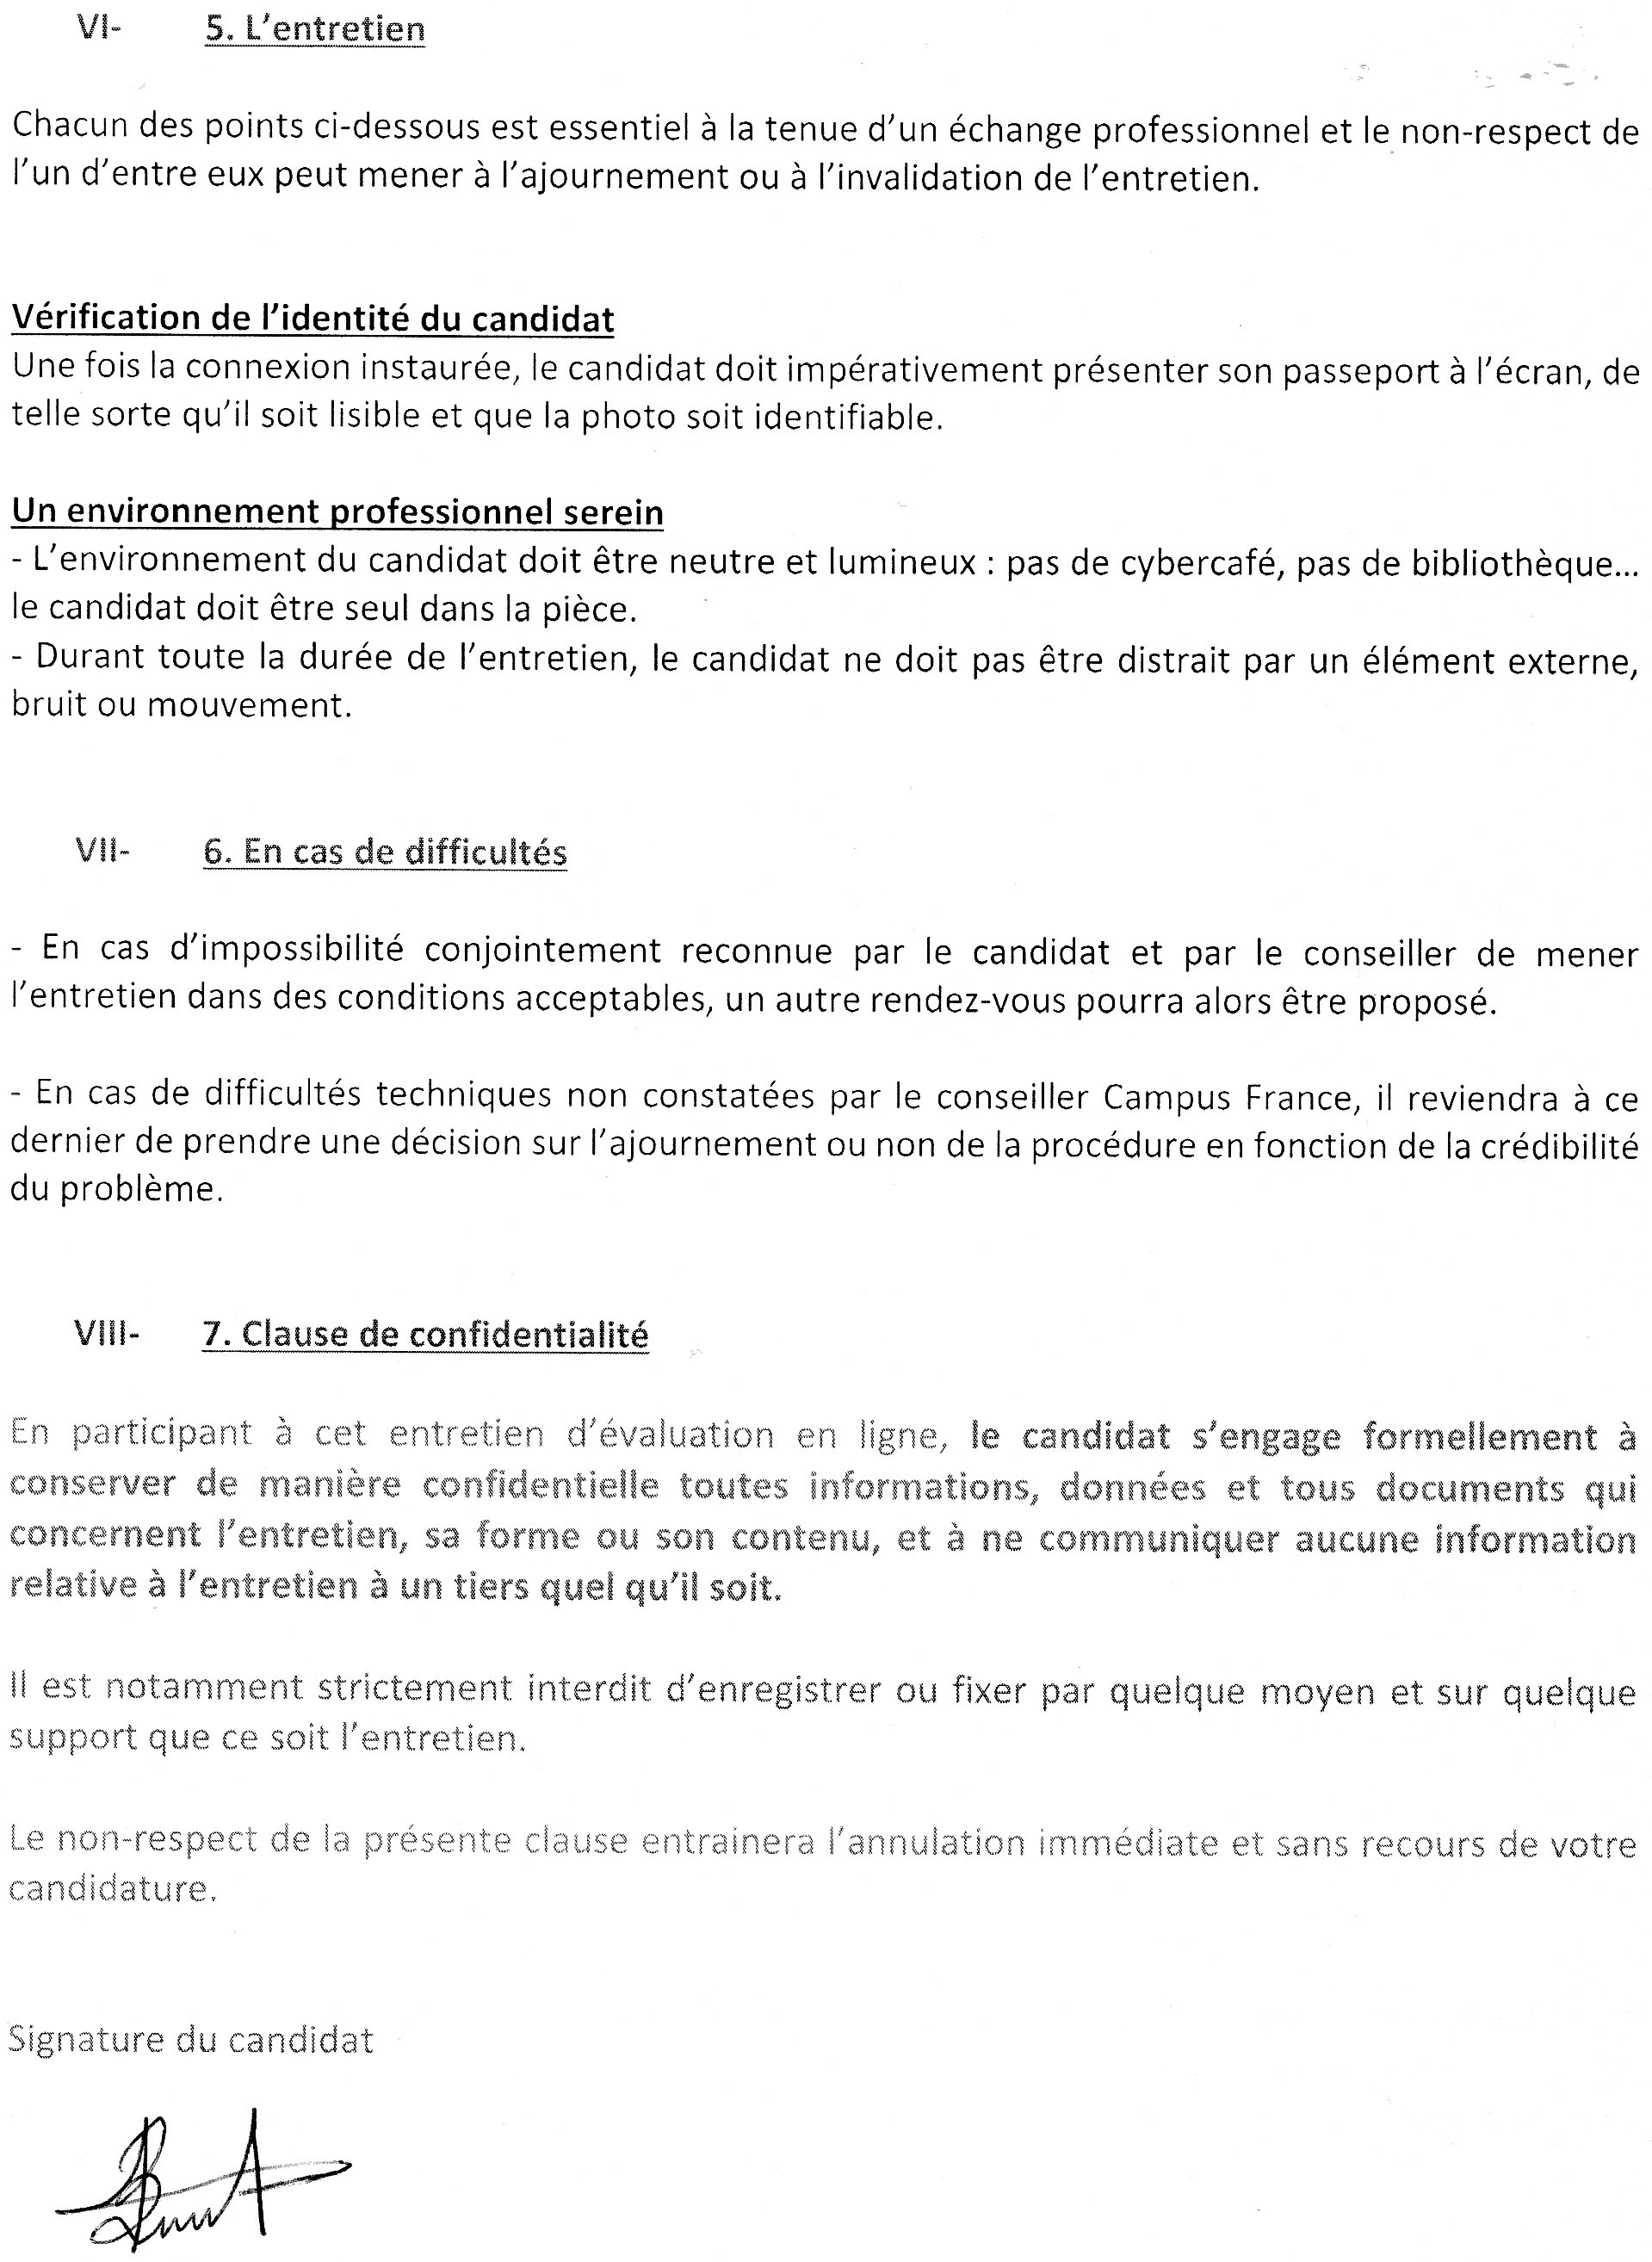 VI- 5. L’entretien
Chacun des points ci-dessous est essentiel à la tenue d’un échange professionnel et le non-respect de
l’un d’entre eux peut mener à l’ajournement ou à l’invalidation de l’entretien.
Vérification de l’identité du candidat
Une fois la connexion instaurée, le candidat doit impérativement présenter son passeport à l’écran, de
telle sorte qu’il soit lisible et que la photo soit identifiable.
Un environnement professionnel serein
- L’environnement du candidat doit être neutre et lumineux : pas de cybercafé, pas de bibliothèque...
le candidat doit être seul dans la pièce.
- Durant toute la durée de l’entretien, le candidat ne doit pas être distrait par un élément externe,
bruit ou mouvement.
VII- 6. En cas de difficultés
- En cas d’impossibilité conjointement reconnue par le candidat et par le conseiller de mener
l’entretien dans des conditions acceptables, un autre rendez-vous pourra alors être proposé.
- En cas de difficultés techniques non constatées par le conseiller Campus France, il reviendra à ce
dernier de prendre une décision sur l’ajournement ou non de la procédure en fonction de la crédibilité
du problème.
VIII- 7. Clause de confidentialité
En participant à cet entretien d’évaluation en ligne, le candidat s’engage formellement à
conserver de manière confidentielle toutes informations, données et tous documents qui
concernent l’entretien, sa forme ou son contenu, et à ne communiquer aucune information
relative à l’entretien à un tiers quel qu’il soit.
Il est notamment strictement interdit d’enregistrer ou fixer par quelque moyen et sur quelque
support que ce soit l’entretien.
Le non-respect de la présente clause entrainera l’annulation immédiate et sans recours de votre
candidature.
Signature du candidat